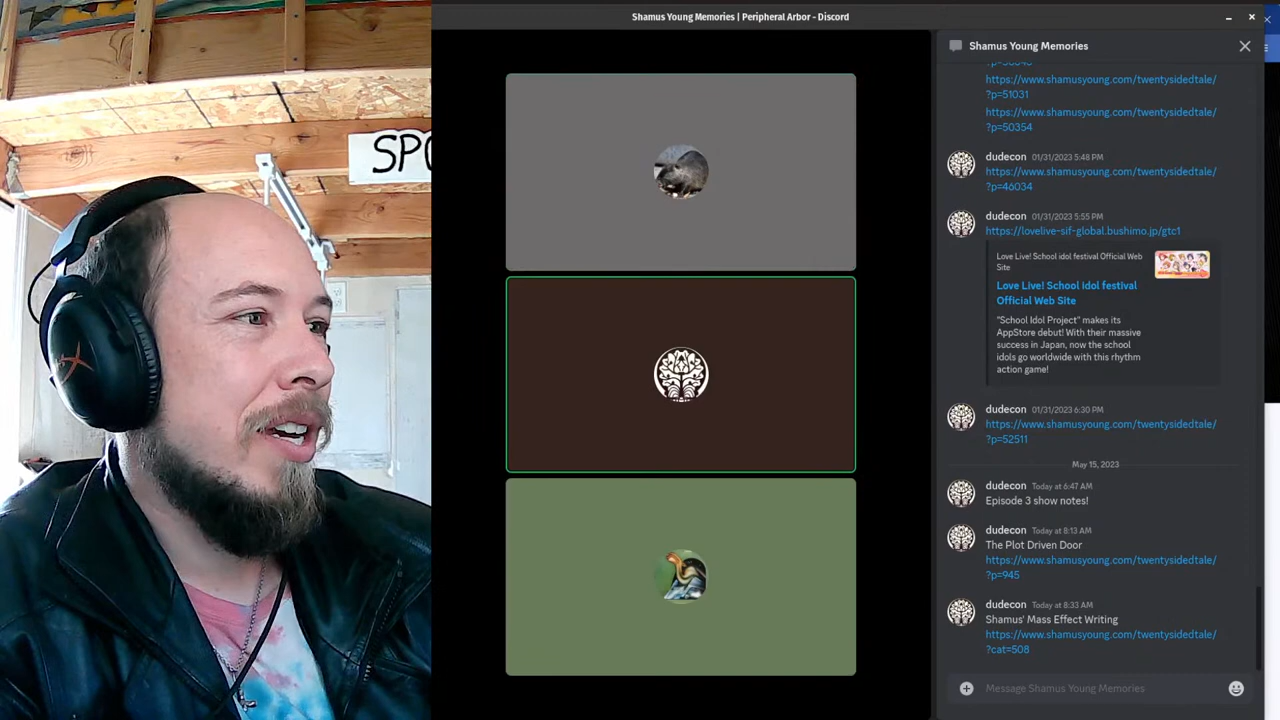 Shamus Young Memories | Peripheral Arbor - Discord
SPO
Shamus Young Memories
https://www.shamusyoung.com/twentysidedtale/
?p=51031
https://www.shamusyoung.com/twentysidedtale/
?p=50354
dudecon 01/31/2023 5:48 PM
https://www.shamusyoung.com/twentysidedtale/
?p=46034
dudecon 01/31/2023 5:55 PM
https://lovelive-sif-global.bushimo.jp/gtc1
Love Live! School idol festival Official Web
Site
Love Live! School idol festival
Official Web Site
"School Idol Project" makes its
AppStore debut! With their massive
success in Japan, now the school
idols go worldwide with this rhythm
action game!
dudecon 01/31/2023 6:30 PM
https://www.shamusyoung.com/twentysidedtale/
?p=52511
May 15, 2023
dudecon Today at 6:47 AM
Episode 3 show notes!
dudecon Today at 8:13 AM
The Plot Driven Door
https://www.shamusyoung.com/twentysidedtale/
?p=945
dudecon Today at 8:33 AM
Shamus' Mass Effect Writing
https://www.shamusyoung.com/twentysidedtale/
?cat=508
Message Shamus Young Memories